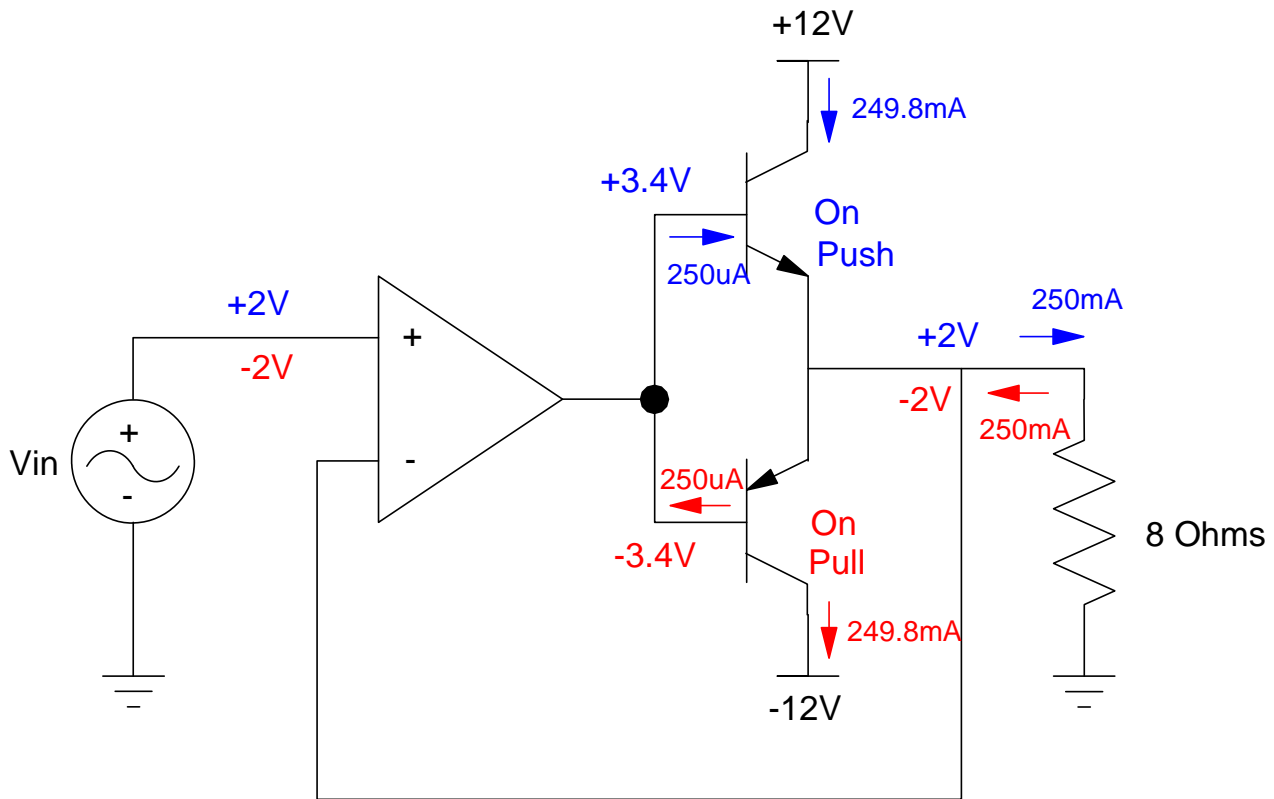 +12V
249.8mA
+3.4V
On
Push
250uA
+2V
-2V
+
-
Vin
+
-
+2V
250mA
-2V
250mA
250uA
On
Pull
-3.4V
8 Ohms
249.8mA
-12V